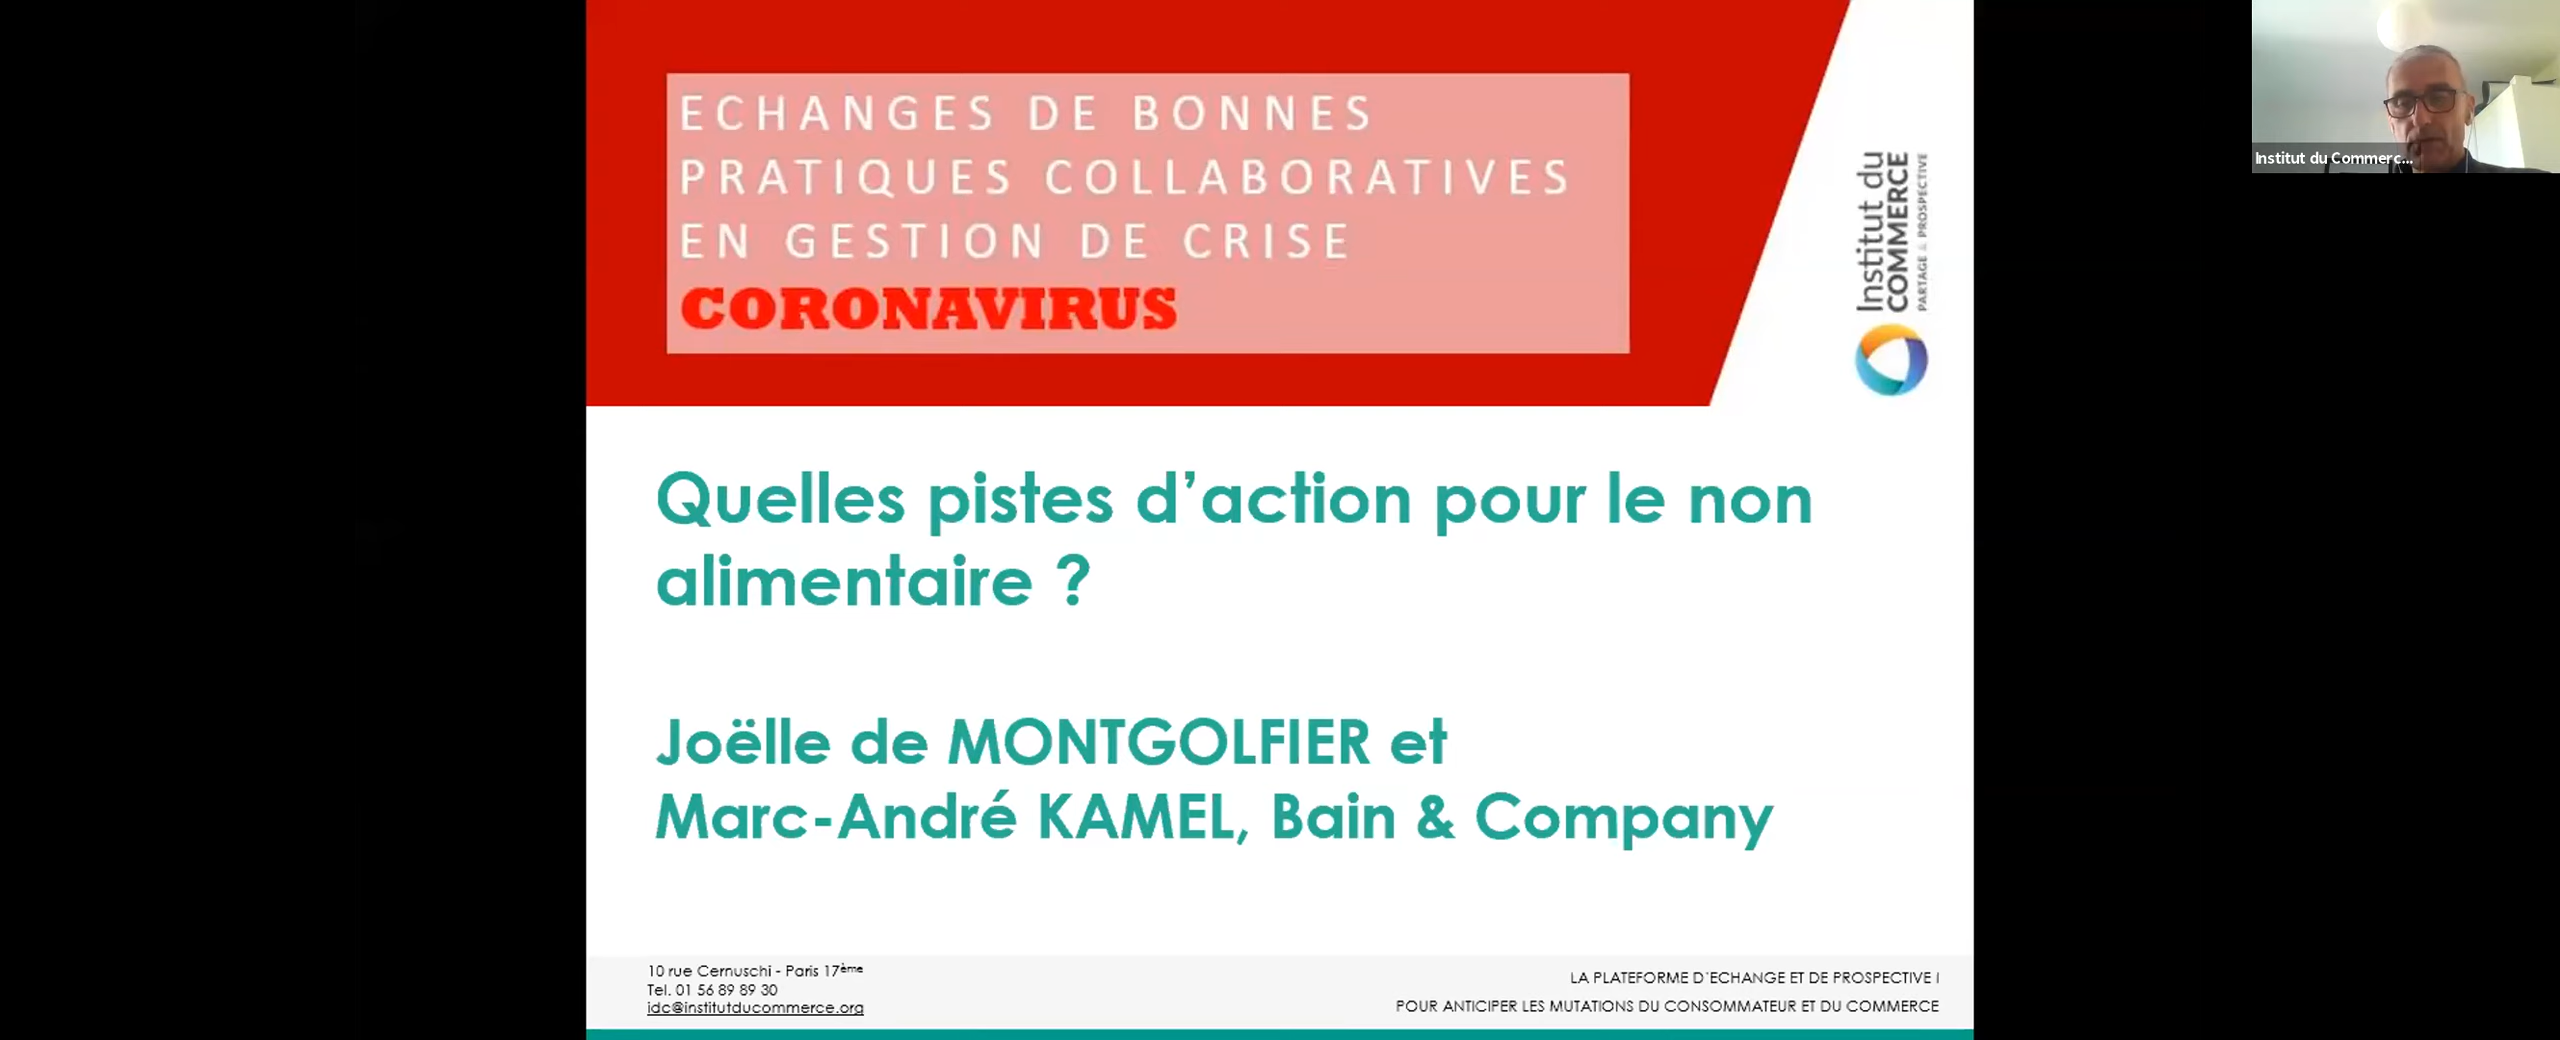 ECHANGES DE BONNES
PRATIQUES COLLABORATIVES
EN GESTION DE CRISE
CORONAVIRUS
Institut du
COMMERCE
PARTAGE & PROSPECTIVE
Institut du Commerc...
Quelles pistes d’action pour le non
alimentaire ?
Joëlle de MONTGOLFIER et
Marc-André KAMEL, Bain & Company
10 rue Cernuschi - Paris 17ème
Tel. 01 56 89 89 30
idc@institutducommerce.org
LA PLATEFORME D’ECHANGE ET DE PROSPECTIVE I
POUR ANTICIPER LES MUTATIONS DU CONSOMMATEUR ET DU COMMERCE